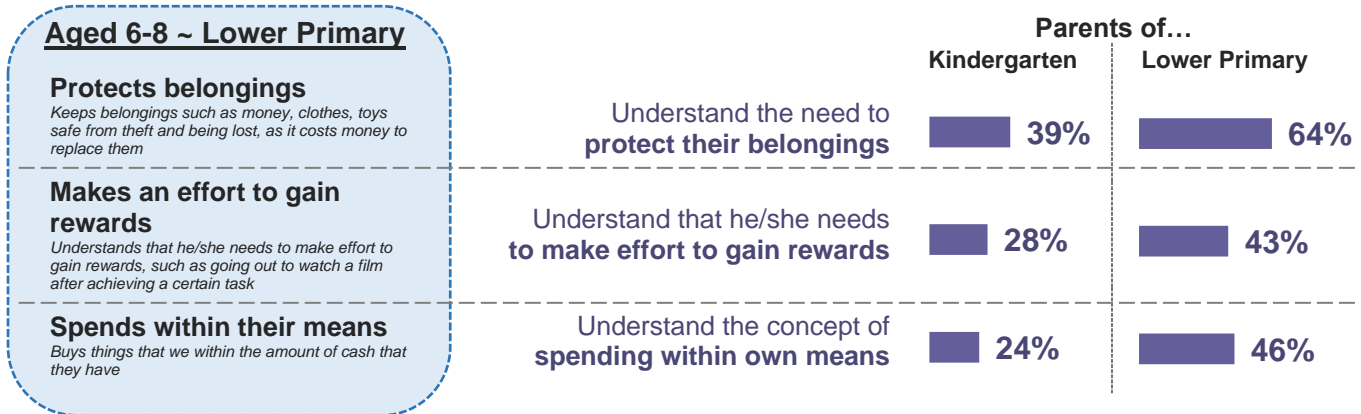 Aged 6-8 ~ Lower Primary
Parents of…
Kindergarten
Lower Primary
Protects belongings
Keeps belongings such as money, clothes, toys
safe from theft and being lost, as it costs money to
replace them
Understand the need to
protect their belongings
39%
64%
Makes an effort to gain
rewards
Understands that he/she needs to make effort to
gain rewards, such as going out to watch a film
after achieving a certain task
Understand that he/she needs
to make effort to gain rewards
28%
43%
Spends within their means
Buys things that we within the amount of cash that
they have
Understand the concept of
spending within own means
24%
46%